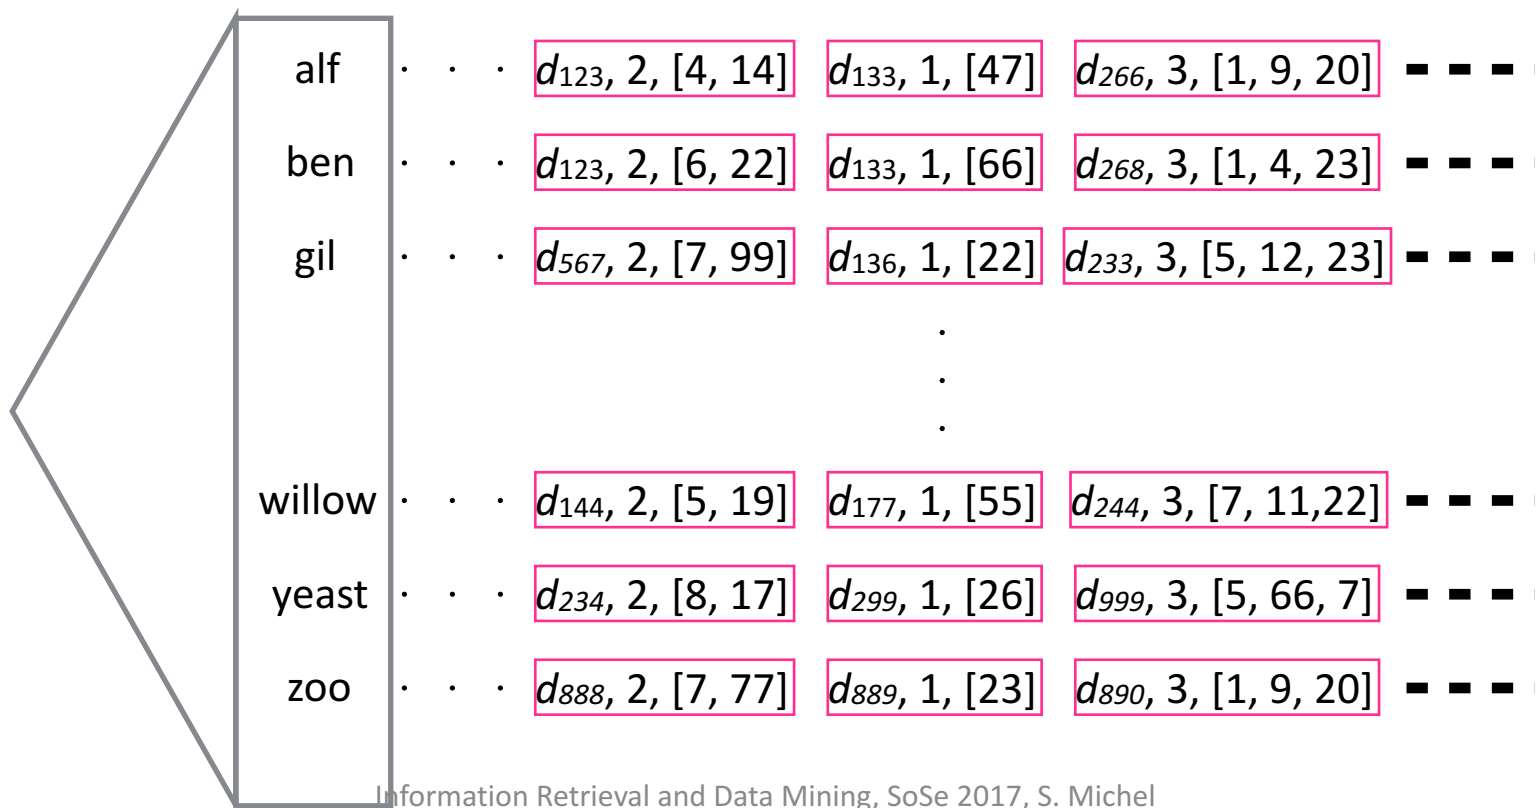 alf · · · d123, 2, [4, 14] d133, 1, [47] d266, 3, [1, 9, 20]
ben · · · d123, 2, [6, 22] d133, 1, [66] d268, 3, [1, 4, 23]
gil · · · d567, 2, [7, 99] d136, 1, [22] d233, 3, [5, 12, 23]
·
·
·
willow · · · d144, 2, [5, 19] d177, 1, [55] d244, 3, [7, 11,22]
yeast · · · d234, 2, [8, 17] d299, 1, [26] d999, 3, [5, 66, 7]
zoo · · · d888, 2, [7, 77] d889, 1, [23] d890, 3, [1, 9, 20]
Information Retrieval and Data Mining, SoSe 2017, S. Michel